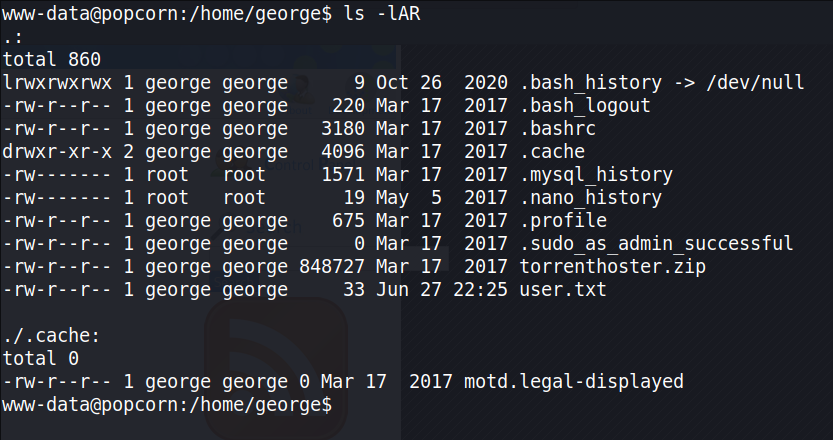 www-data@popcorn:/home/george$ ls -lAR
.:
total 860
lrwxrwxrwx 1 george george      9 Oct 26  2020 .bash_history -> /dev/null
-rw-r--r-- 1 george george    220 Mar 17  2017 .bash_logout
-rw-r--r-- 1 george george   3180 Mar 17  2017 .bashrc
drwxr-xr-x 2 george george   4096 Mar 17  2017 .cache
-rw------- 1 root   root     1571 Mar 17  2017 .mysql_history
-rw------- 1 root   root       19 May  5  2017 .nano_history
-rw-r--r-- 1 george george    675 Mar 17  2017 .profile
-rw-r--r-- 1 george george      0 Mar 17  2017 .sudo_as_admin_successful
-rw-r--r-- 1 george george 848727 Mar 17  2017 torrenthoster.zip
-rw-r--r-- 1 george george     33 Jun 27 22:25 user.txt

./.cache:
total 0
-rw-r--r-- 1 george george 0 Mar 17  2017 motd.legal-displayed
www-data@popcorn:/home/george$